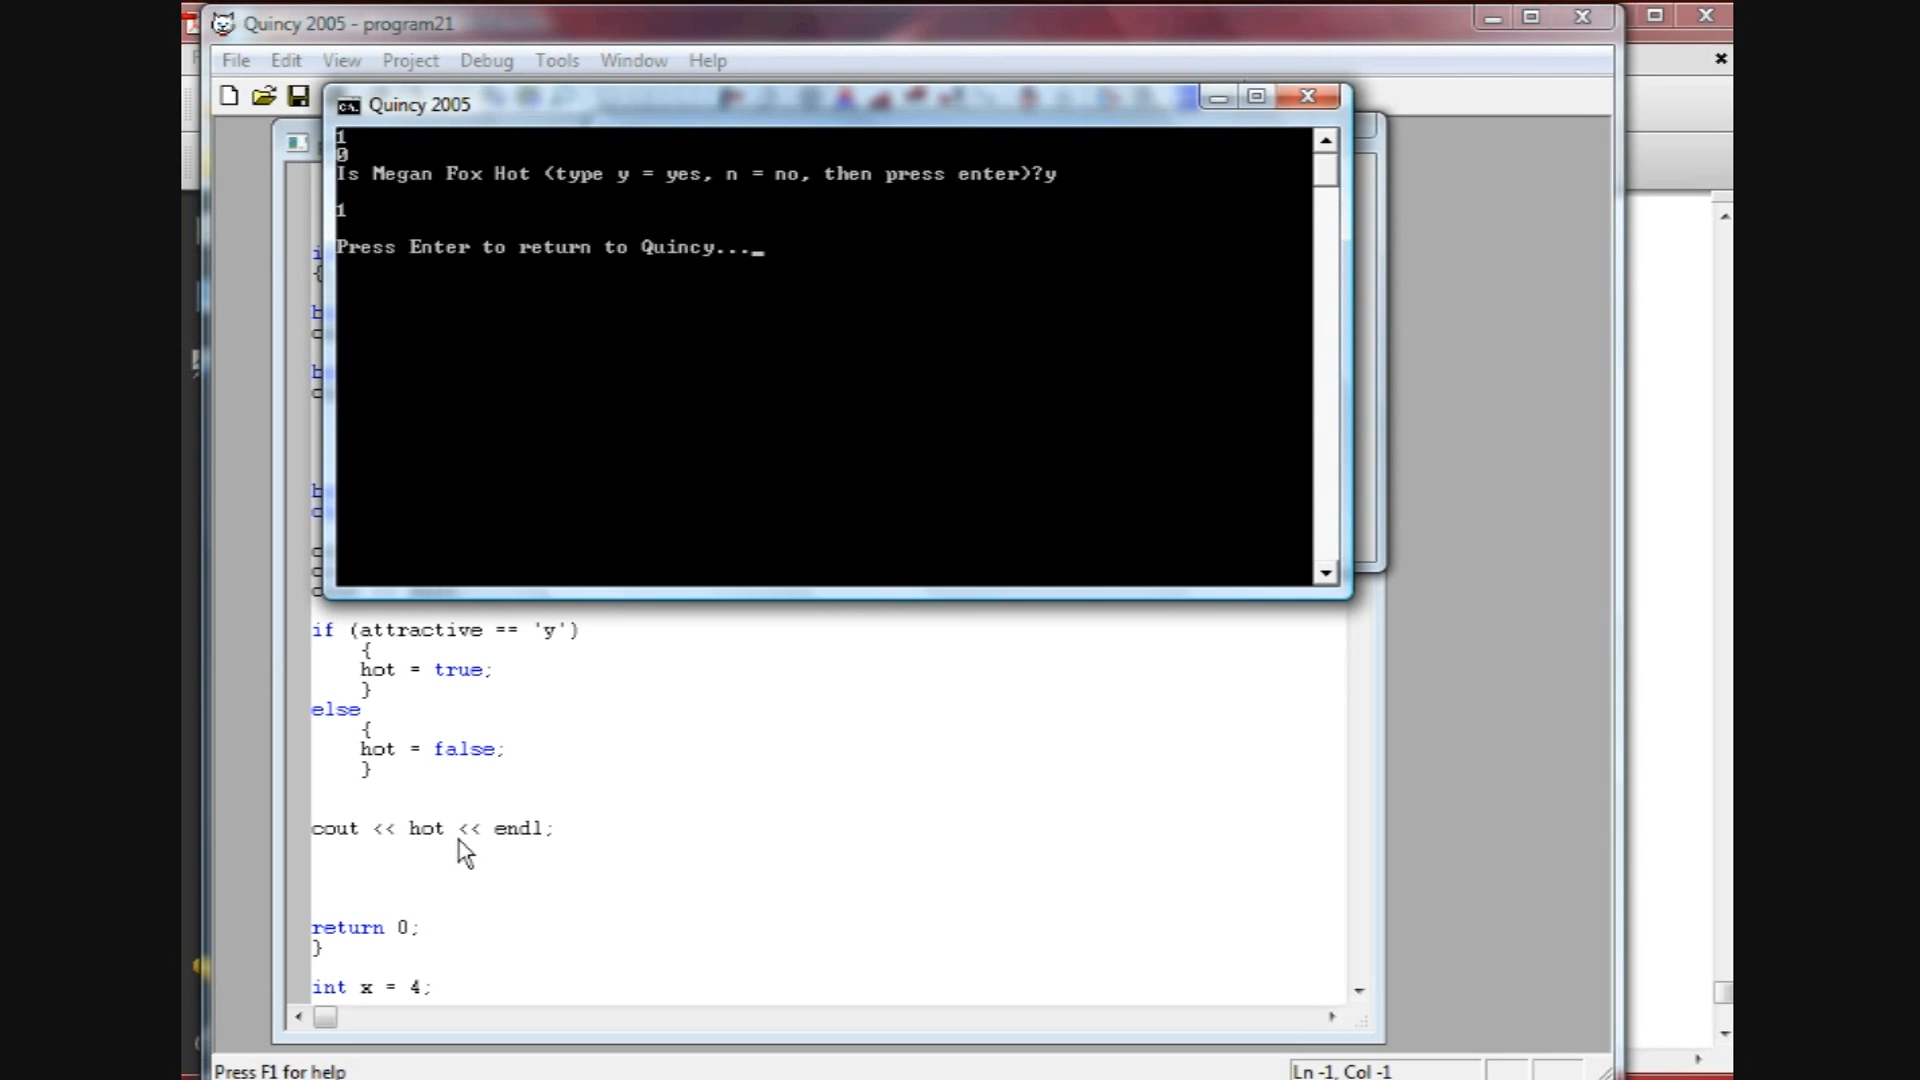 Quincy 2005 - program21
File Edit View Project Debug Tools Window Help
Quincy 2005
1
0
Is Megan Fox Hot (type y = yes, n = no, then press enter)?y
1
Press Enter to return to Quincy..._
if (attractive == 'y')
{
hot = true;
}
else
{
hot = false;
}
cout << hot << endl;
return 0;
}
int x = 4;
Press F1 for help
Ln -1, Col -1